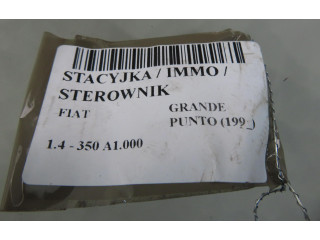 STACYJKA / IMMO /
STEROWNIK
FIAT GRANDE
PUNTO (199_)
1.4 - 350 A1.000